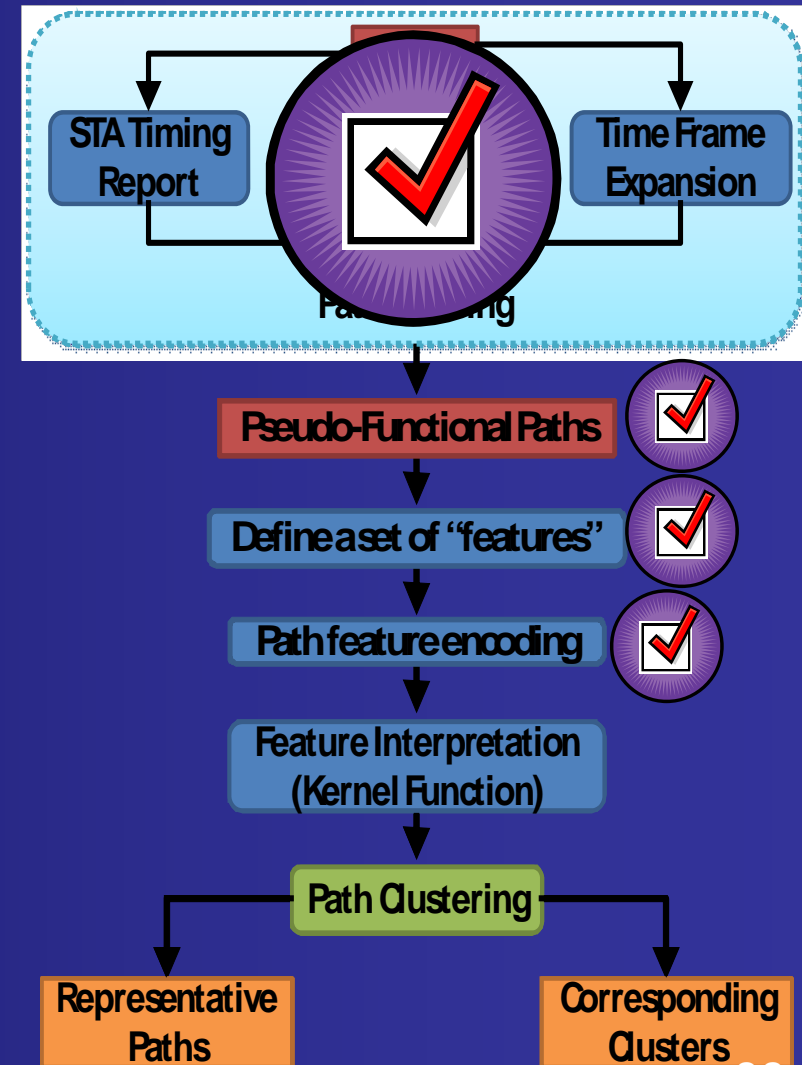 STA Timing
Report
Time Frame
Expansion
Pseudo-Functional Paths
Define a set of “features”
Path feature encoding
Feature Interpretation
(Kernel Function)
Path Clustering
Representative
Paths
Corresponding
Clusters